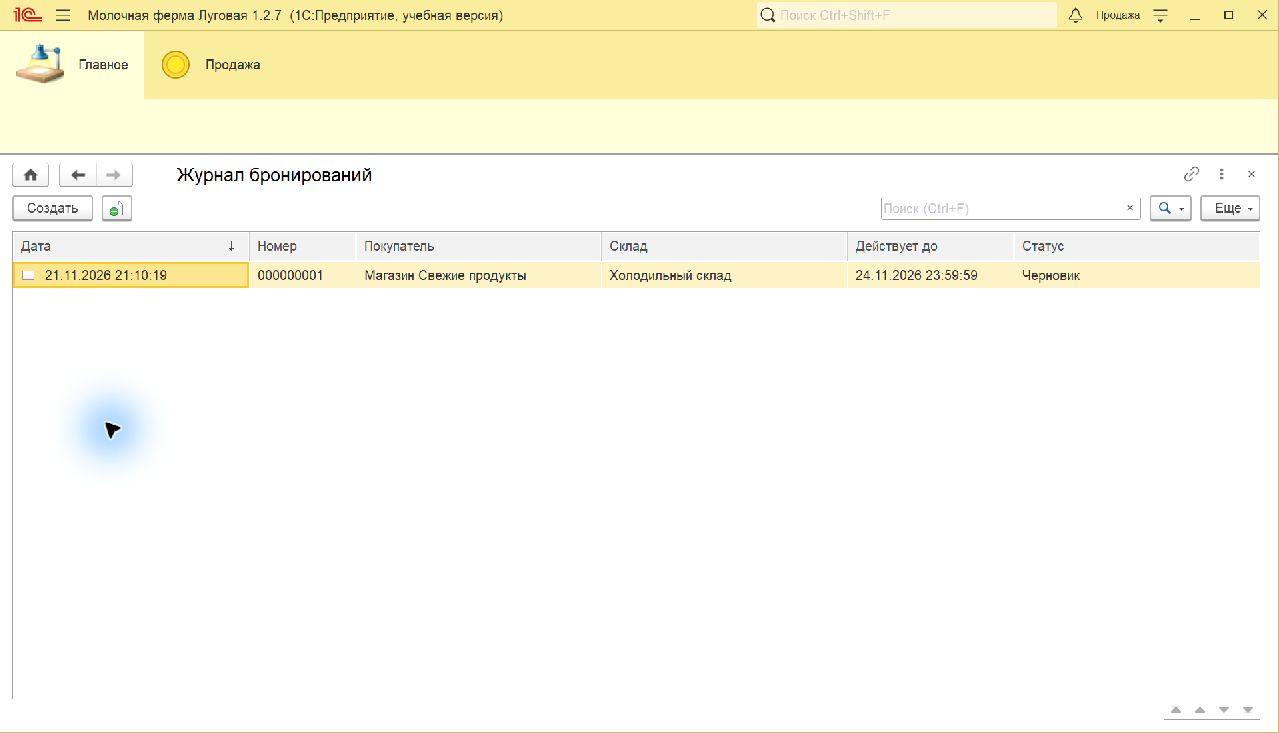 1С Молочная ферма Луговая 1.2.7 (1С:Предприятие, учебная версия) Поиск Ctrl+Shift+F Продажа
Главное Продажа
Журнал бронирований
Создать Поиск (Ctrl+F) × Еще
Дата ↓ Номер Покупатель Склад Действует до Статус
21.11.2026 21:10:19 000000001 Магазин Свежие продукты Холодильный склад 24.11.2026 23:59:59 Черновик